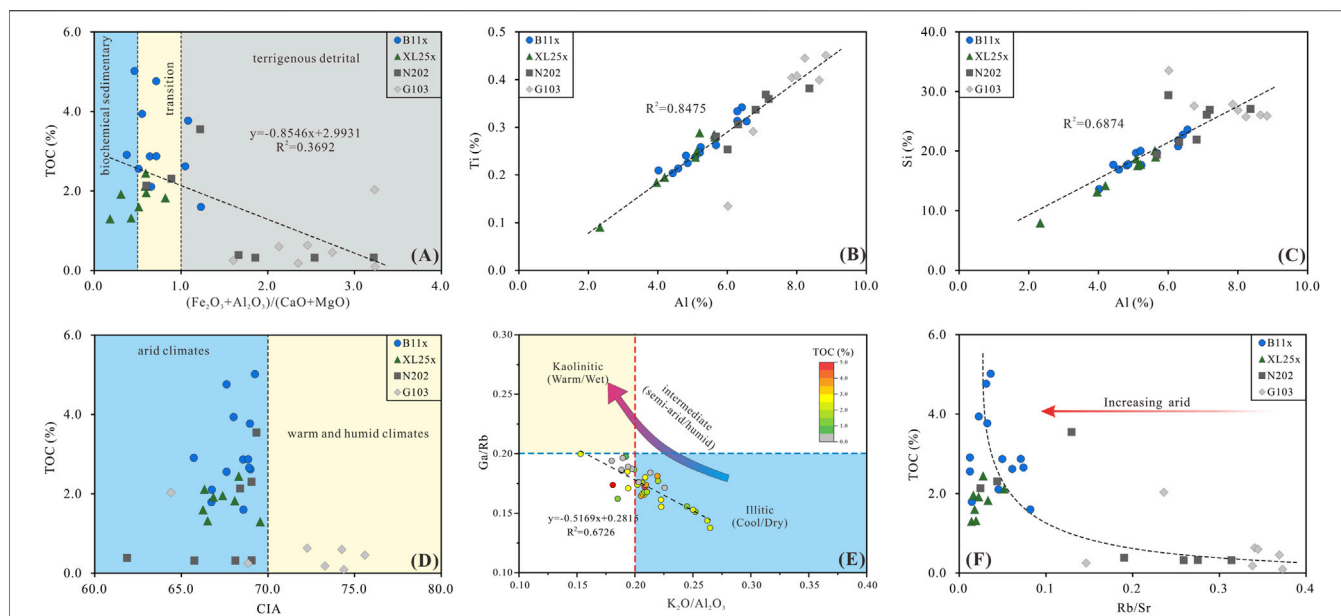 6.0
4.0
2.0
0.0
TOC (%)
biochemical sedimentary
transition
terrigenous detrital
B11x
XL25x
N202
G103
y=-0.8546x+2.9931
R²=0.3692
(A)
0.0 1.0 2.0 3.0 4.0
(Fe₂O₃+Al₂O₃)/(CaO+MgO)
0.5
0.4
0.3
0.2
0.1
0.0
Ti (%)
B11x
XL25x
N202
G103
R²=0.8475
(B)
0.0 2.0 4.0 6.0 8.0 10.0
Al (%)
50.0
40.0
30.0
20.0
10.0
0.0
Si (%)
B11x
XL25x
N202
G103
R²=0.6874
(C)
0.0 2.0 4.0 6.0 8.0 10.0
Al (%)
6.0
4.0
2.0
0.0
TOC (%)
arid climates
B11x
XL25x
N202
G103
warm and humid climates
(D)
60.0 65.0 70.0 75.0 80.0
CIA
0.30
0.25
0.20
0.15
0.10
Ga/Rb
Kaolinitic
(Warm/Wet)
intermediate
(semi-arid/humid)
TOC (%)
5.0
4.0
3.0
2.0
1.0
0.0
y=-0.5169x+0.2815
R²=0.6726
Illitic
(Cool/Dry)
(E)
0.10 0.20 0.30 0.40
K₂O/Al₂O₃
6.0
4.0
2.0
0.0
TOC (%)
B11x
XL25x
N202
G103
Increasing arid
(F)
0.0 0.1 0.2 0.3 0.4
Rb/Sr